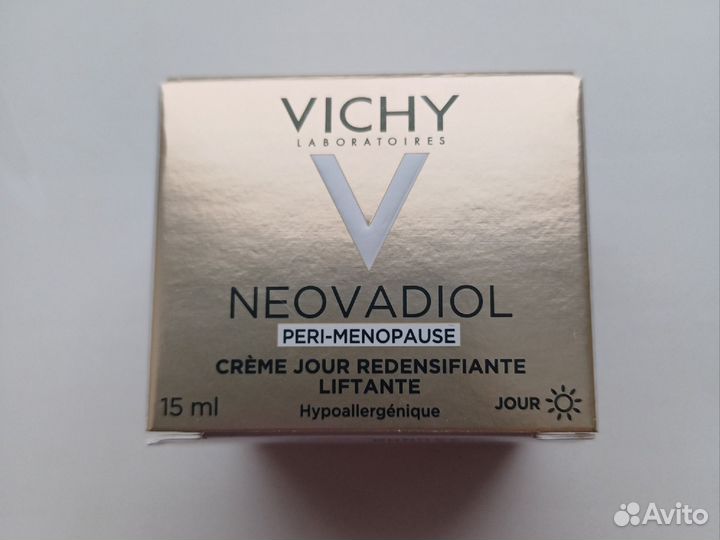 VICHY
LABORATOIRES
V
NEOVADIOL
PERI-MENOPAUSE
CRÈME JOUR REDENSIFIANTE
LIFTANTE
15 ml
Hypoallergénique
JOUR
Avito